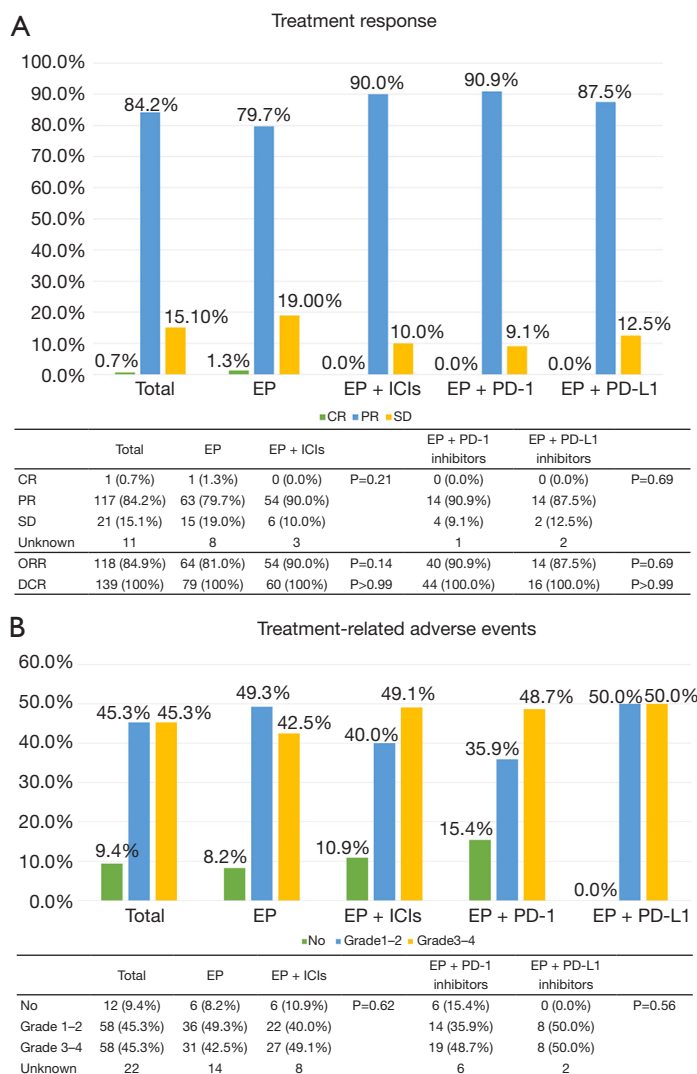 A
Treatment response
100.0%
90.0%
80.0%
70.0%
60.0%
50.0%
40.0%
30.0%
20.0%
10.0%
0.0%
84.2% 79.7% 90.0% 90.9% 87.5%
0.7% 15.10% 1.3% 19.00% 0.0% 10.0% 0.0% 9.1% 0.0% 12.5%
Total EP EP + ICIs EP + PD-1 EP + PD-L1
CR PR SD
Total EP EP + ICIs EP + PD-1 inhibitors EP + PD-L1 inhibitors
CR 1 (0.7%) 1 (1.3%) 0 (0.0%) P=0.21 0 (0.0%) 0 (0.0%) P=0.69
PR 117 (84.2%) 63 (79.7%) 54 (90.0%) 14 (90.9%) 14 (87.5%)
SD 21 (15.1%) 15 (19.0%) 6 (10.0%) 4 (9.1%) 2 (12.5%)
Unknown 11 8 3 1 2
ORR 118 (84.9%) 64 (81.0%) 54 (90.0%) P=0.14 40 (90.9%) 14 (87.5%) P=0.69
DCR 139 (100%) 79 (100%) 60 (100%) P>0.99 44 (100.0%) 16 (100.0%) P>0.99
B
Treatment-related adverse events
60.0%
50.0%
40.0%
30.0%
20.0%
10.0%
0.0%
9.4% 45.3% 45.3% 8.2% 49.3% 42.5% 10.9% 40.0% 49.1% 15.4% 35.9% 48.7% 0.0% 50.0% 50.0%
Total EP EP + ICIs EP + PD-1 EP + PD-L1
No Grade1–2 Grade3–4
Total EP EP + ICIs EP + PD-1 inhibitors EP + PD-L1 inhibitors
No 12 (9.4%) 6 (8.2%) 6 (10.9%) P=0.62 6 (15.4%) 0 (0.0%) P=0.56
Grade 1–2 58 (45.3%) 36 (49.3%) 22 (40.0%) 14 (35.9%) 8 (50.0%)
Grade 3–4 58 (45.3%) 31 (42.5%) 27 (49.1%) 19 (48.7%) 8 (50.0%)
Unknown 22 14 8 6 2